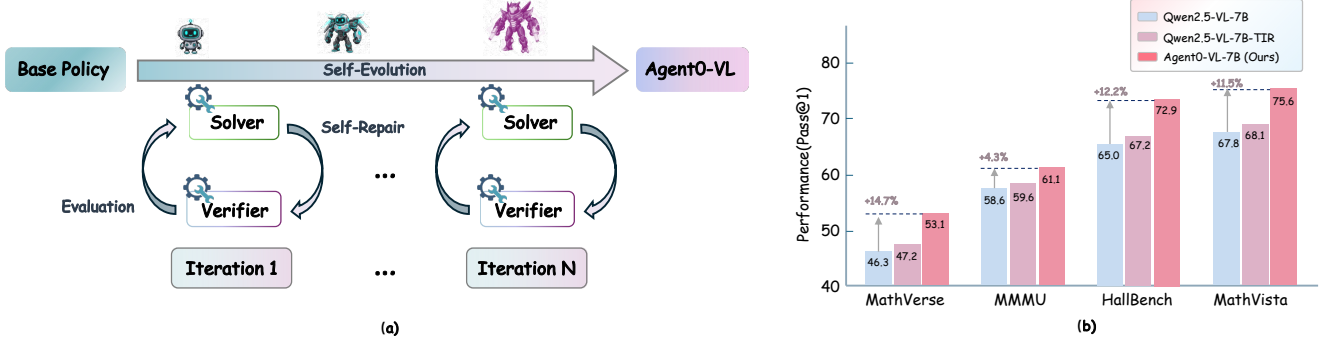 Base Policy
Self-Evolution
Agent0-VL
Solver
Self-Repair
Solver
...
Evaluation
Verifier
Verifier
Iteration 1
...
Iteration N
(a)
Qwen2.5-VL-7B
Qwen2.5-VL-7B-TIR
Agent0-VL-7B (Ours)
Performance(Pass@1)
80
70
60
50
40
+14.7%
46.3
47.2
53.1
+4.3%
58.6
59.6
61.1
+12.2%
65.0
67.2
72.9
+11.5%
67.8
68.1
75.6
MathVerse
MMMU
HallBench
MathVista
(b)